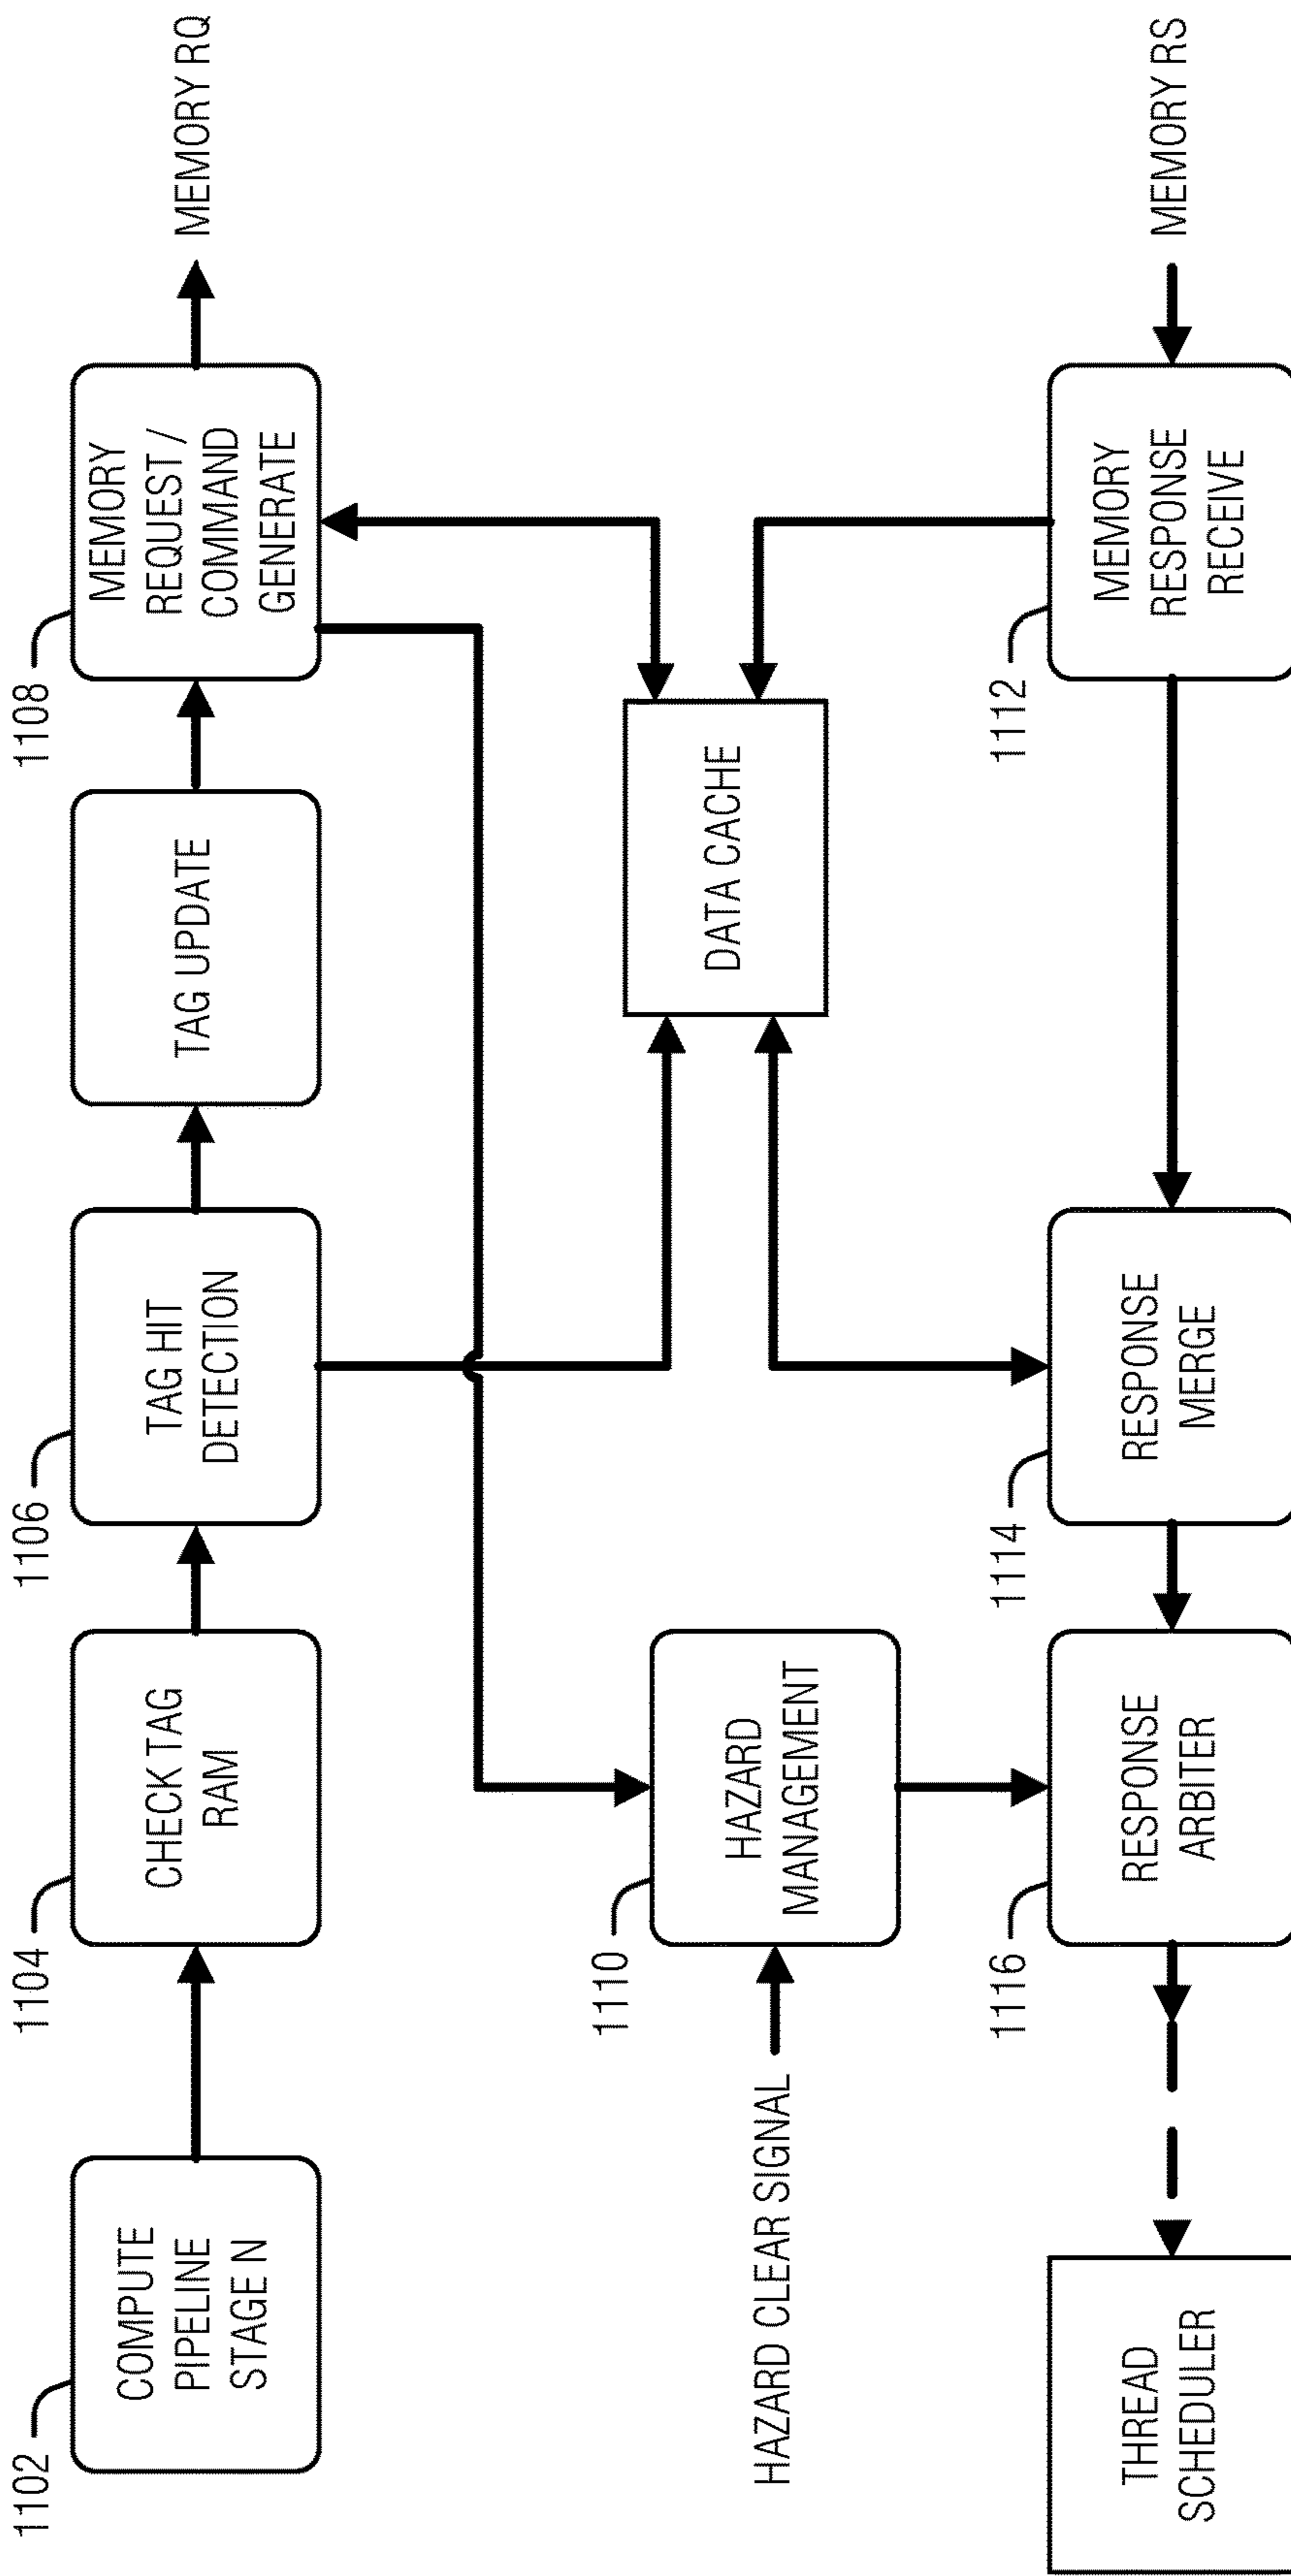 1102
COMPUTE
PIPELINE
STAGE N
1104
CHECK TAG
RAM
1106
TAG HIT
DETECTION
TAG UPDATE
1108
MEMORY
REQUEST /
COMMAND
GENERATE
MEMORY RQ
HAZARD CLEAR SIGNAL
1110
HAZARD
MANAGEMENT
DATA CACHE
THREAD
SCHEDULER
1116
RESPONSE
ARBITER
1114
RESPONSE
MERGE
1112
MEMORY
RESPONSE
RECEIVE
MEMORY RS